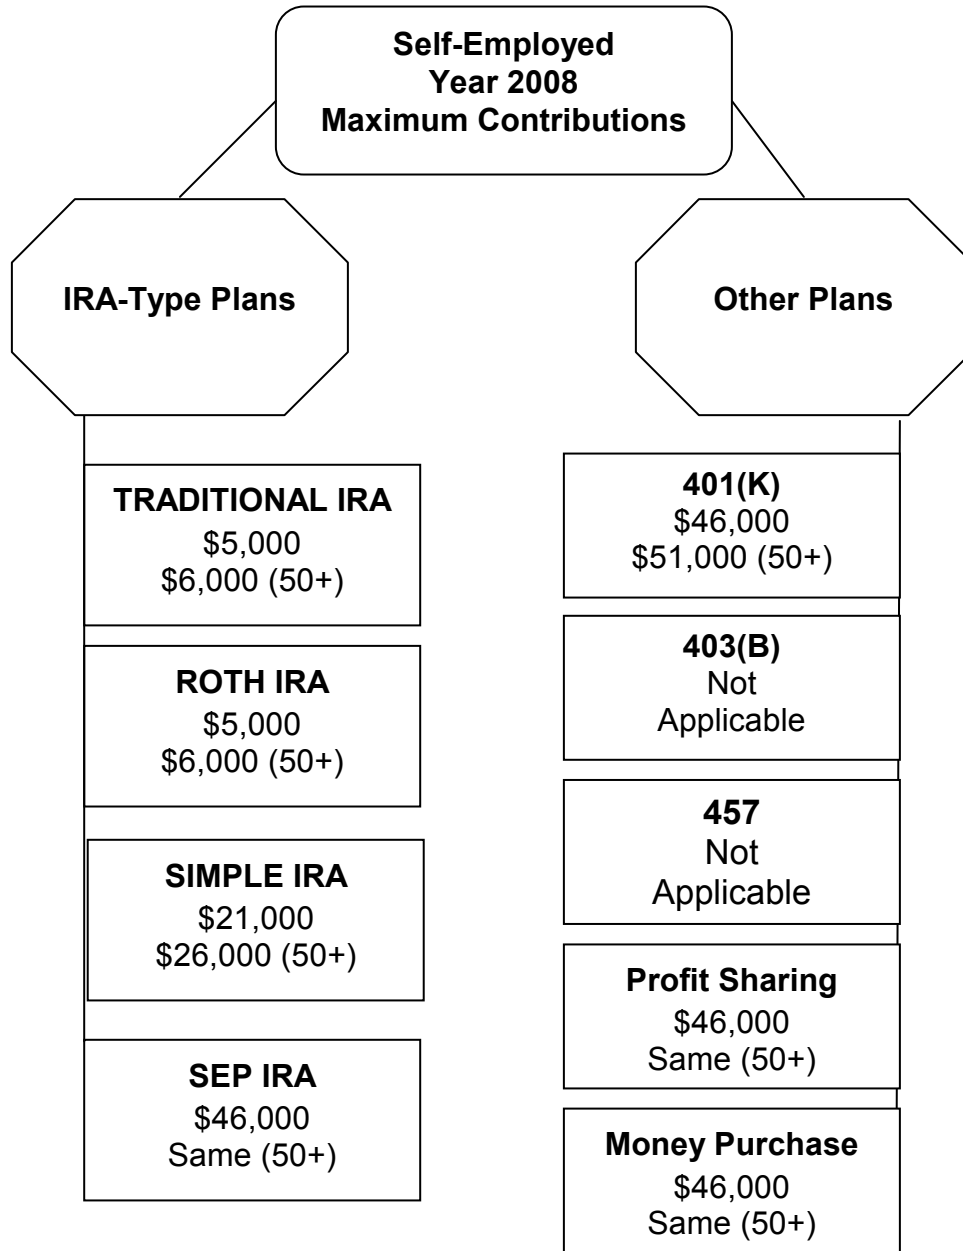 Self-Employed
Year 2008
Maximum Contributions
IRA-Type Plans
Other Plans
TRADITIONAL IRA
$5,000
$6,000 (50+)
ROTH IRA
$5,000
$6,000 (50+)
SIMPLE IRA
$21,000
$26,000 (50+)
SEP IRA
$46,000
Same (50+)
401(K)
$46,000
$51,000 (50+)
403(B)
Not
Applicable
457
Not
Applicable
Profit Sharing
$46,000
Same (50+)
Money Purchase
$46,000
Same (50+)